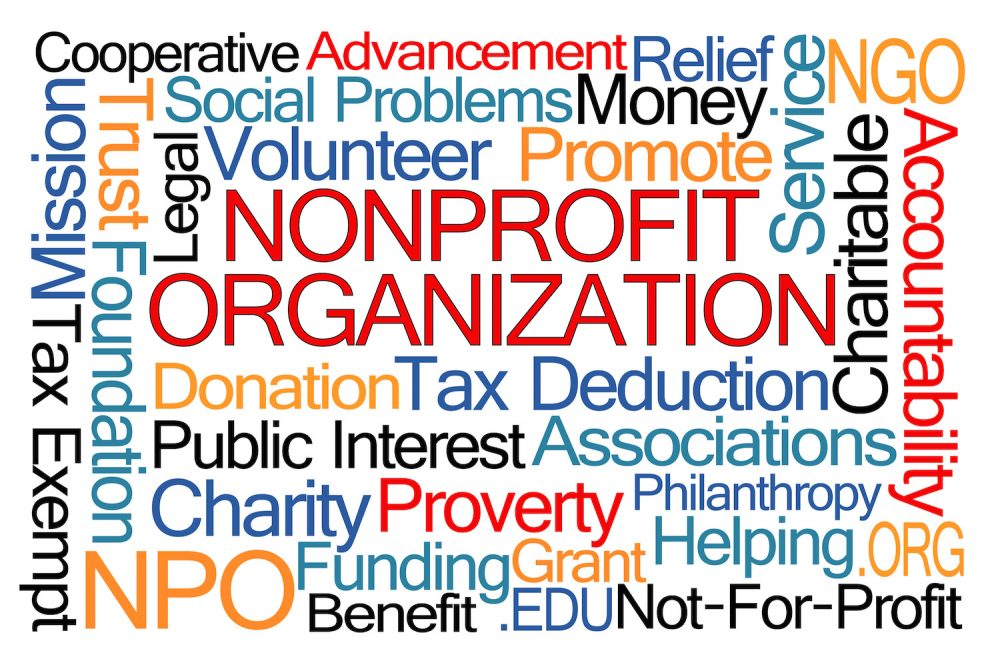 Cooperative
Advancement
Relief
Service
NGO
Mission
Trust
Social Problems
Money
Legal
Volunteer
Promote
Charitable
Accountability
NONPROFIT
ORGANIZATION
Foundation
Tax Exempt
Donation
Tax Deduction
Public Interest
Associations
Charity
Proverty
Philanthropy
Helping
.ORG
NPO
Funding
Grant
Benefit
.EDU
Not-For-Profit